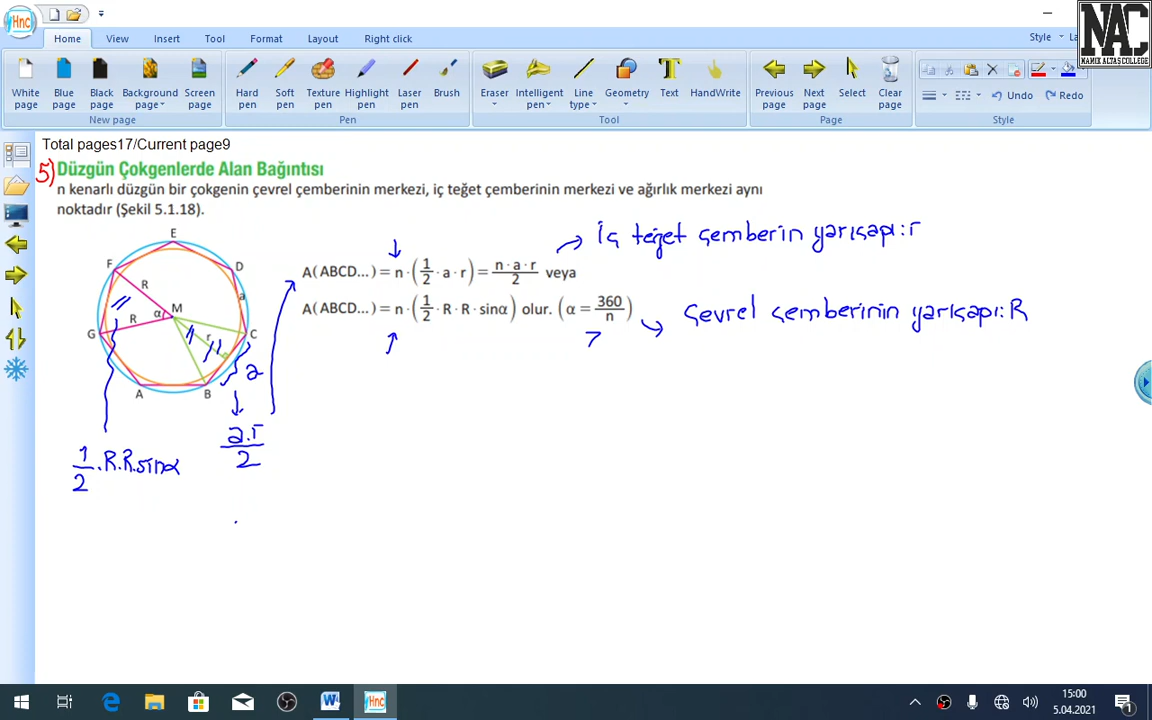 Home View Insert Tool Format Layout Right click Style
NAC
NAMIK ALTAS COLLEGE
White page Blue page Black page Background page Screen page Hard pen Soft pen Texture pen Highlight pen Laser pen Brush Eraser Intelligent pen Line type Geometry Text HandWrite Previous page Next page Select Clear page Undo Redo
New page Pen Tool Page Style
Total pages17/Current page9
5) Düzgün Çokgenlerde Alan Bağıntısı
n kenarlı düzgün bir çokgenin çevrel çemberinin merkezi, iç teğet çemberinin merkezi ve ağırlık merkezi aynı
noktadır (Şekil 5.1.18).
İç teğet çemberin yarıçapı: r
A(ABCD...) = n · (1/2 · a · r) = n · a · r/2 veya
A(ABCD...) = n · (1/2 · R · R · sinα) olur. (α = 360/n)
Çevrel çemberinin yarıçapı: R
E
F D
R a
M
α
R
G r C
a
A B
a.r/2
1/2 .R.R.sinα
Hnc
15:00
5.04.2021
1